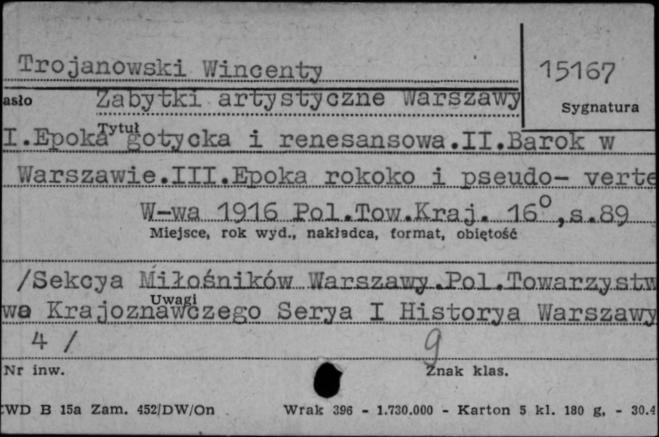 Trojanowski Wincenty
15167
asło Zabytki artystyczne Warszawy
Sygnatura
Tytuł
I.Epoka gotycka i renesansowa.II.Barok w
Warszawie.III.Epoka rokoko i pseudo- verte
W-wa 1916 Pol.Tow.Kraj. 16°,s.89
Miejsce, rok wyd., nakładca, format, objętość
/Sekcya Miłośników Warszawy.Pol.Towarzystw
Uwagi
wa Krajoznawczego Serya I Historya Warszawy
4 / 9
Nr inw. Znak klas.
WD B 15a Zam. 452/DW/On Wrak 396 - 1.730.000 - Karton 5 kl. 180 g, - 30.4